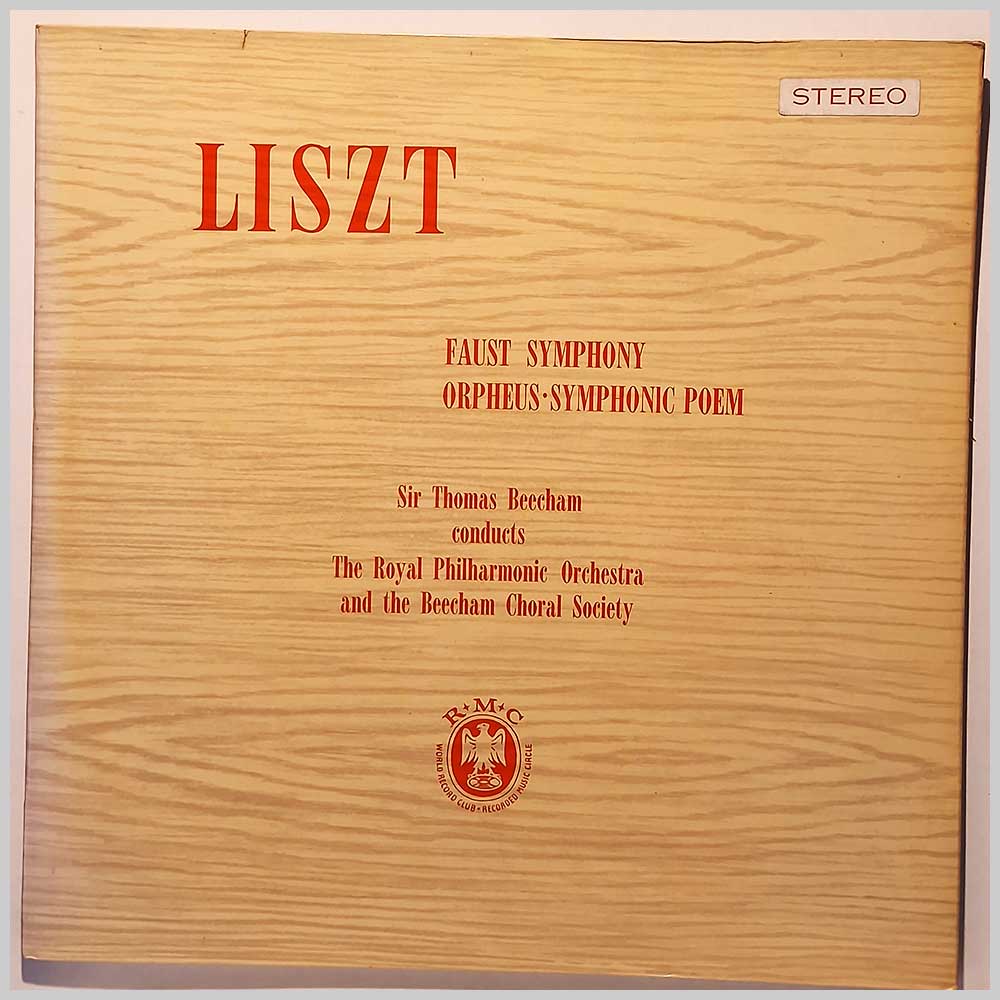 STEREO
LISZT
FAUST SYMPHONY
ORPHEUS·SYMPHONIC POEM
Sir Thomas Beecham
conducts
The Royal Philharmonic Orchestra
and the Beecham Choral Society
R+M+C
WORLD RECORD CLUB • RECORDED MUSIC CIRCLE